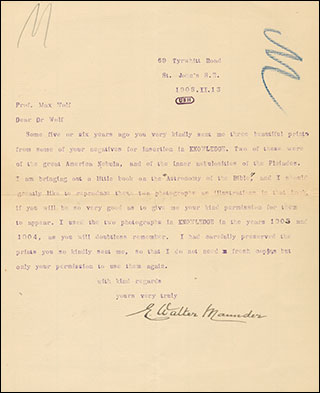 M
M
69 Tyrwhitt Road
St. John's S.E.
1908.II.13
Prof. Max Wolf
Dear Dr Wolf
Some five or six years ago you very kindly sent me three beautiful prints
from some of your negatives for insertion in KNOWLEDGE. Two of these were
of the great America Nebula, and of the inner nebulosities of the Pleiades.
I am bringing out a little book on the "Astronomy of the Bible", and I should
greatly like to reproduce these two photographs as illustration in that book,
if you will be so very good as to give me your kind permission for them
to appear. I used the two photographs in KNOWLEDGE in the years 1903 and
1904, as you will doubtless remember. I had carefully preserved the
prints you so kindly sent me, so that I do not need fresh copies but
only your permission to use them again.
with kind regards
yours very truly
E Walter Maunder